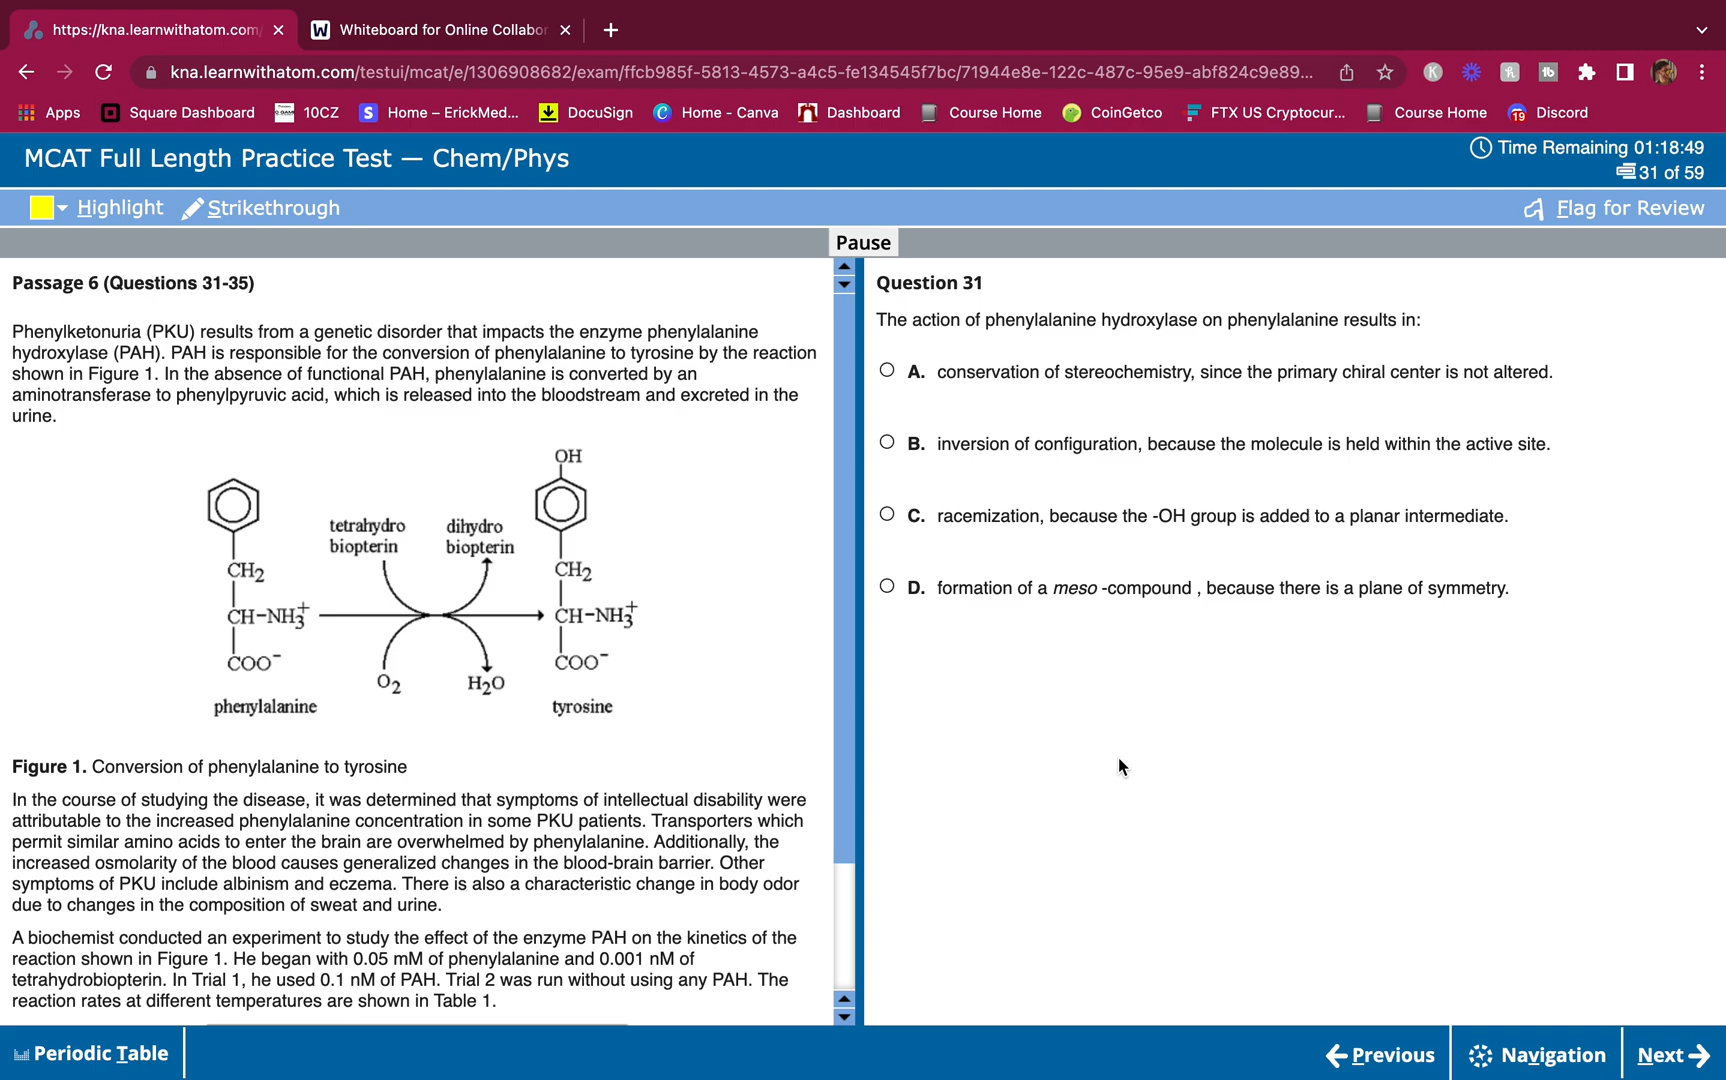 https://kna.learnwithatom.com/
Whiteboard for Online Collabor
kna.learnwithatom.com/testui/mcat/e/1306908682/exam/ffcb985f-5813-4573-a4c5-fe134545f7bc/71944e8e-122c-487c-95e9-abf824c9e89...
Apps
Square Dashboard
10CZ
Home – ErickMed...
DocuSign
Home - Canva
Dashboard
Course Home
CoinGetco
FTX US Cryptocur...
Course Home
19
Discord
MCAT Full Length Practice Test — Chem/Phys
Time Remaining 01:18:49
31 of 59
Highlight
Strikethrough
Flag for Review
Pause
Passage 6 (Questions 31-35)
Phenylketonuria (PKU) results from a genetic disorder that impacts the enzyme phenylalanine
hydroxylase (PAH). PAH is responsible for the conversion of phenylalanine to tyrosine by the reaction
shown in Figure 1. In the absence of functional PAH, phenylalanine is converted by an
aminotransferase to phenylpyruvic acid, which is released into the bloodstream and excreted in the
urine.
OH
tetrahydro
biopterin
dihydro
biopterin
CH2
CH2
CH-NH3+
CH-NH3+
COO-
COO-
O2
H2O
phenylalanine
tyrosine
Figure 1. Conversion of phenylalanine to tyrosine
In the course of studying the disease, it was determined that symptoms of intellectual disability were
attributable to the increased phenylalanine concentration in some PKU patients. Transporters which
permit similar amino acids to enter the brain are overwhelmed by phenylalanine. Additionally, the
increased osmolarity of the blood causes generalized changes in the blood-brain barrier. Other
symptoms of PKU include albinism and eczema. There is also a characteristic change in body odor
due to changes in the composition of sweat and urine.
A biochemist conducted an experiment to study the effect of the enzyme PAH on the kinetics of the
reaction shown in Figure 1. He began with 0.05 mM of phenylalanine and 0.001 nM of
tetrahydrobiopterin. In Trial 1, he used 0.1 nM of PAH. Trial 2 was run without using any PAH. The
reaction rates at different temperatures are shown in Table 1.
Question 31
The action of phenylalanine hydroxylase on phenylalanine results in:
A. conservation of stereochemistry, since the primary chiral center is not altered.
B. inversion of configuration, because the molecule is held within the active site.
C. racemization, because the -OH group is added to a planar intermediate.
D. formation of a meso -compound , because there is a plane of symmetry.
Periodic Table
Previous
Navigation
Next